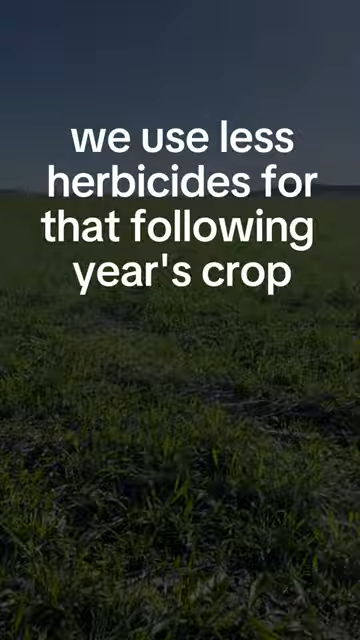 we use less
herbicides for
that following
year's crop